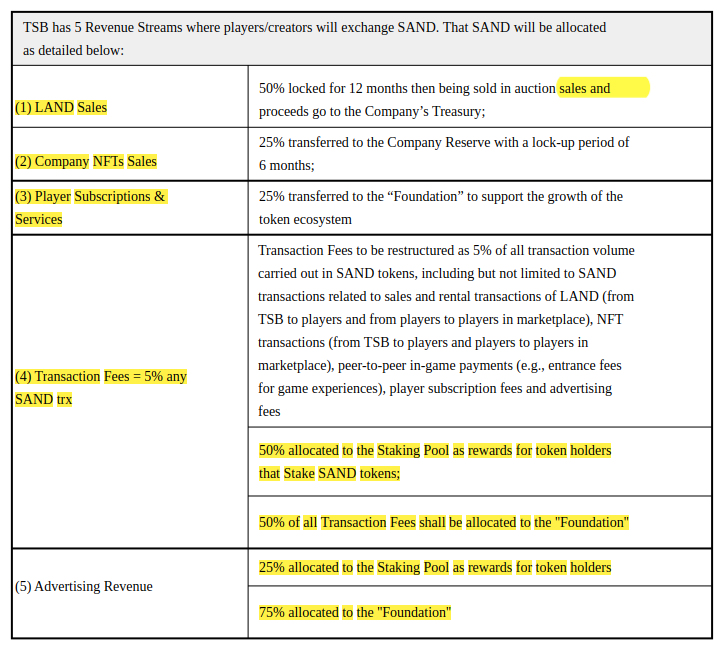 TSB has 5 Revenue Streams where players/creators will exchange SAND. That SAND will be allocated
as detailed below:
(1) LAND Sales
50% locked for 12 months then being sold in auction sales and
proceeds go to the Company's Treasury;
(2) Company NFTs Sales
25% transferred to the Company Reserve with a lock-up period of
6 months;
(3) Player Subscriptions &
Services
25% transferred to the “Foundation” to support the growth of the
token ecosystem
(4) Transaction Fees = 5% any
SAND trx
Transaction Fees to be restructured as 5% of all transaction volume
carried out in SAND tokens, including but not limited to SAND
transactions related to sales and rental transactions of LAND (from
TSB to players and from players to players in marketplace), NFT
transactions (from TSB to players and players to players in
marketplace), peer-to-peer in-game payments (e.g., entrance fees
for game experiences), player subscription fees and advertising
fees
50% allocated to the Staking Pool as rewards for token holders
that Stake SAND tokens;
50% of all Transaction Fees shall be allocated to the "Foundation"
(5) Advertising Revenue
25% allocated to the Staking Pool as rewards for token holders
75% allocated to the "Foundation"